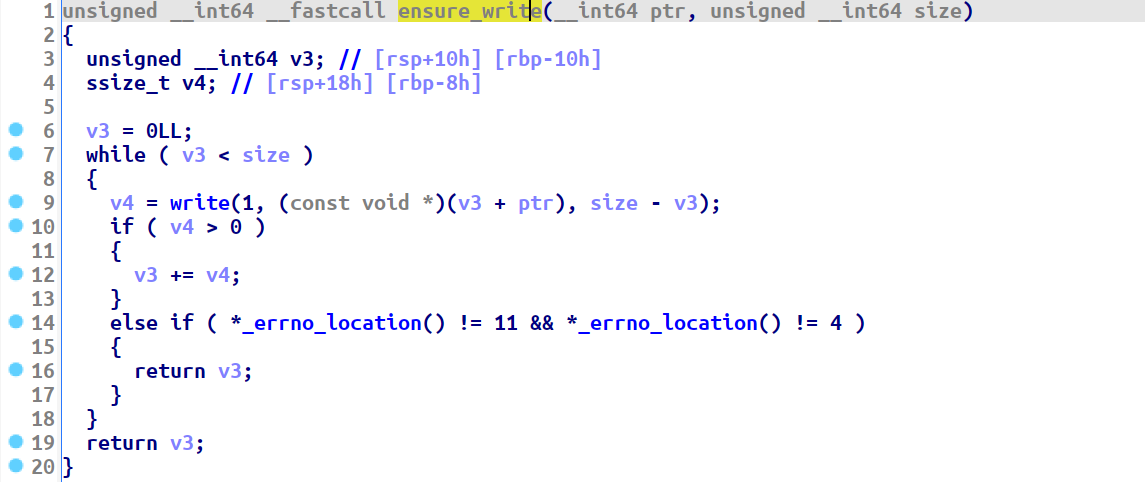 1 unsigned __int64 __fastcall ensure_write(__int64 ptr, unsigned __int64 size)
2 {
3   unsigned __int64 v3; // [rsp+10h] [rbp-10h]
4   ssize_t v4; // [rsp+18h] [rbp-8h]
5
6   v3 = 0LL;
7   while ( v3 < size )
8   {
9     v4 = write(1, (const void *)(v3 + ptr), size - v3);
10     if ( v4 > 0 )
11     {
12       v3 += v4;
13     }
14     else if ( *_errno_location() != 11 && *_errno_location() != 4 )
15     {
16       return v3;
17     }
18   }
19   return v3;
20 }